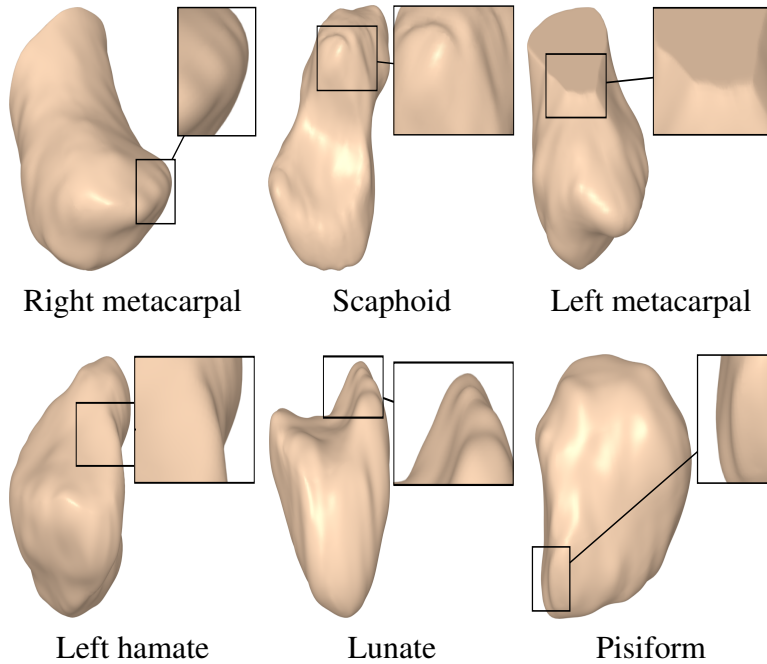 Right metacarpal
Scaphoid
Left metacarpal
Left hamate
Lunate
Pisiform